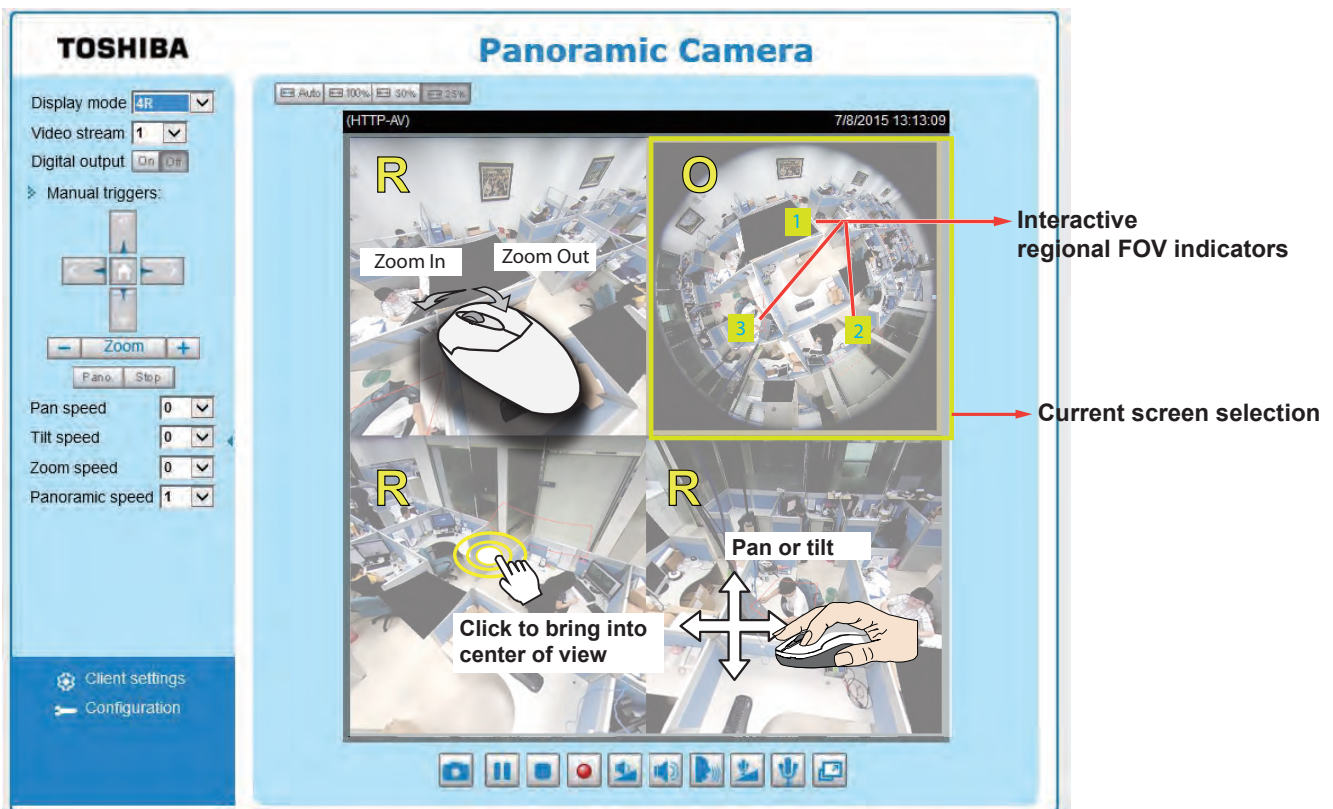 TOSHIBA
Panoramic Camera
Display mode 4R
Video stream 1
Digital output On Off
Manual triggers:
Zoom
Pano Stop
Pan speed 0
Tilt speed 0
Zoom speed 0
Panoramic speed 1
Client settings
Configuration
Auto 100% 50% 25%
(HTTP-AV) 7/8/2015 13:13:09
R
Zoom In Zoom Out
O
1
3
2
Interactive
regional FOV indicators
Current screen selection
R
Click to bring into
center of view
R
Pan or tilt